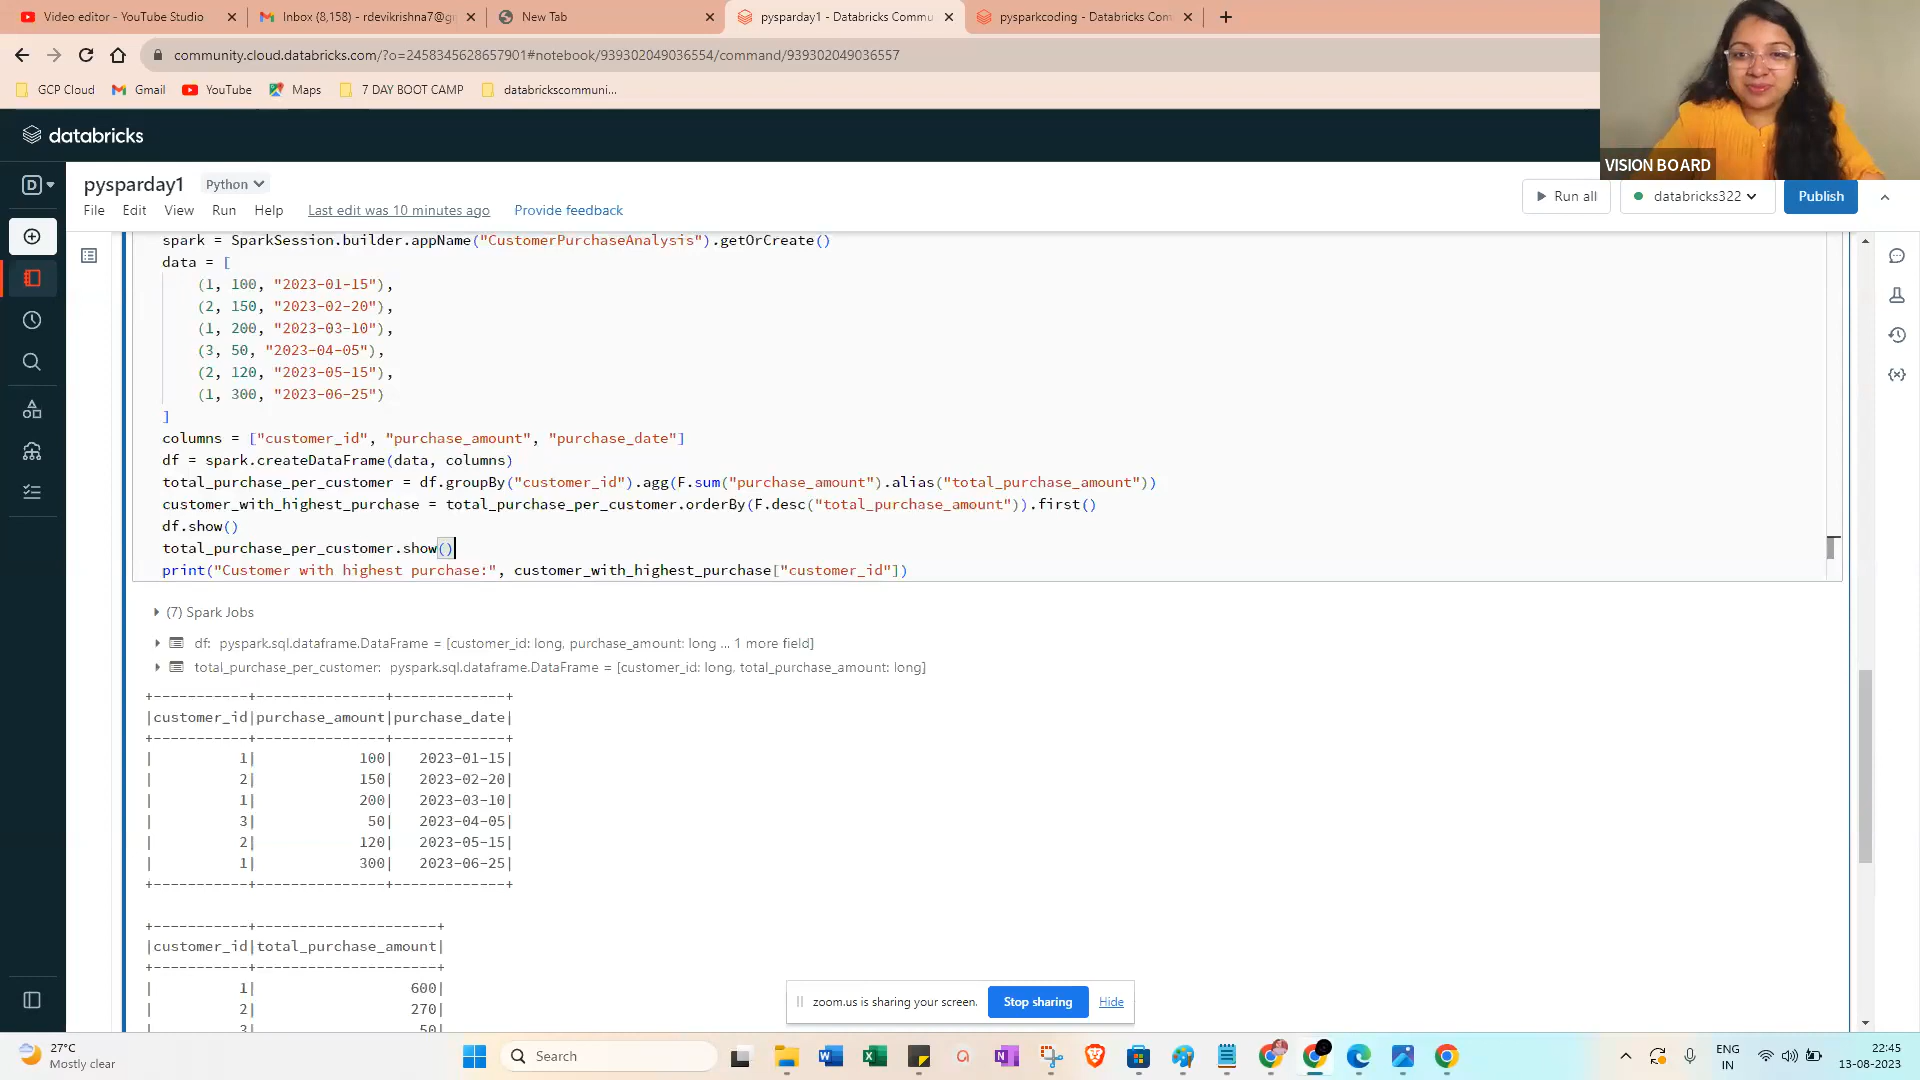 Video editor - YouTube Studio
Inbox (8,158) - rdevikrishna7@g
New Tab
pysparday1 - Databricks Commu
pysparkcoding - Databricks Com
community.cloud.databricks.com/?o=2458345628657901#notebook/939302049036554/command/939302049036557
GCP Cloud
Gmail
YouTube
Maps
7 DAY BOOT CAMP
databrickscommuni...
databricks
VISION BOARD
D
pysparday1
Python
Run all
databricks322
Publish
File Edit View Run Help
Last edit was 10 minutes ago
Provide feedback
spark = SparkSession.builder.appName("CustomerPurchaseAnalysis").getOrCreate()
data = [
(1, 100, "2023-01-15"),
(2, 150, "2023-02-20"),
(1, 200, "2023-03-10"),
(3, 50, "2023-04-05"),
(2, 120, "2023-05-15"),
(1, 300, "2023-06-25")
]
columns = ["customer_id", "purchase_amount", "purchase_date"]
df = spark.createDataFrame(data, columns)
total_purchase_per_customer = df.groupBy("customer_id").agg(F.sum("purchase_amount").alias("total_purchase_amount"))
customer_with_highest_purchase = total_purchase_per_customer.orderBy(F.desc("total_purchase_amount")).first()
df.show()
total_purchase_per_customer.show()
print("Customer with highest purchase:", customer_with_highest_purchase["customer_id"])
(7) Spark Jobs
df: pyspark.sql.dataframe.DataFrame = [customer_id: long, purchase_amount: long ... 1 more field]
total_purchase_per_customer: pyspark.sql.dataframe.DataFrame = [customer_id: long, total_purchase_amount: long]
+-----------+---------------+-------------+
|customer_id|purchase_amount|purchase_date|
+-----------+---------------+-------------+
|          1|            100|   2023-01-15|
|          2|            150|   2023-02-20|
|          1|            200|   2023-03-10|
|          3|             50|   2023-04-05|
|          2|            120|   2023-05-15|
|          1|            300|   2023-06-25|
+-----------+---------------+-------------+
+-----------+---------------------+
|customer_id|total_purchase_amount|
+-----------+---------------------+
|          1|                  600|
|          2|                  270|
|          3|                   50|
zoom.us is sharing your screen.
Stop sharing
Hide
27°C
Mostly clear
Search
ENG
IN
22:45
13-08-2023